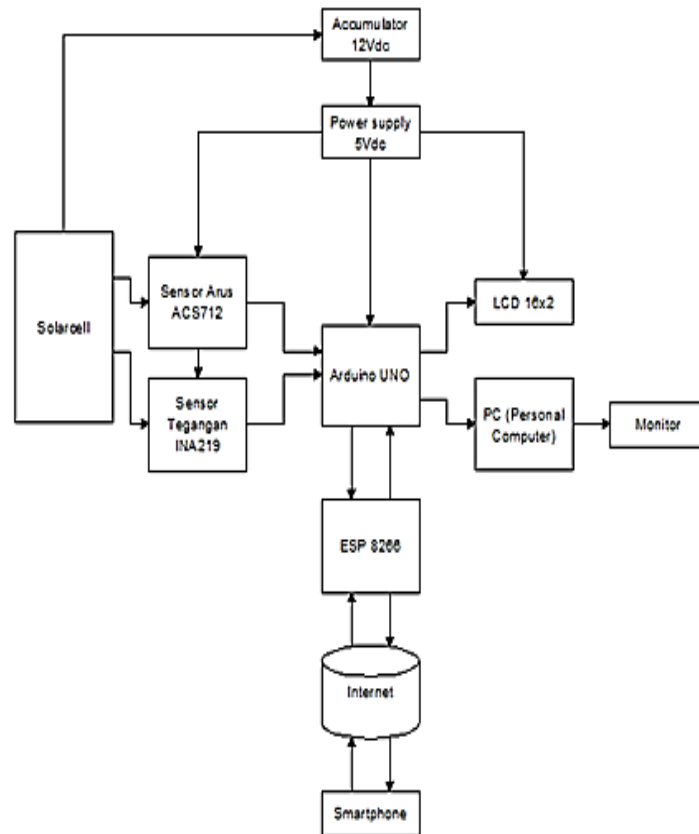 Accumulator
12Vdc
Power supply
5Vdc
Solarcell
Sensor Arus
ACS712
LCD 16x2
Arduino UNO
Sensor
Tegangan
INA219
PC (Personal
Computer)
Monitor
ESP 8266
Internet
Smartphone